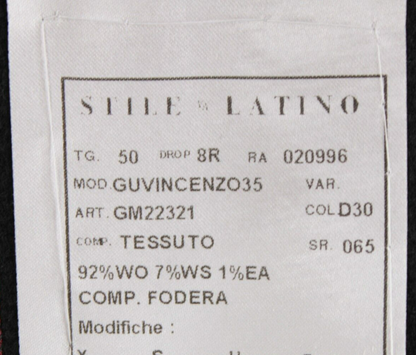 STILE LATINO
TG. 50 DROP 8R RA 020996
MOD. GUVINCENZO35 VAR.
ART. GM22321 COL. D30
COMP. TESSUTO SR. 065
92%WO 7%WS 1%EA
COMP. FODERA
Modifiche :